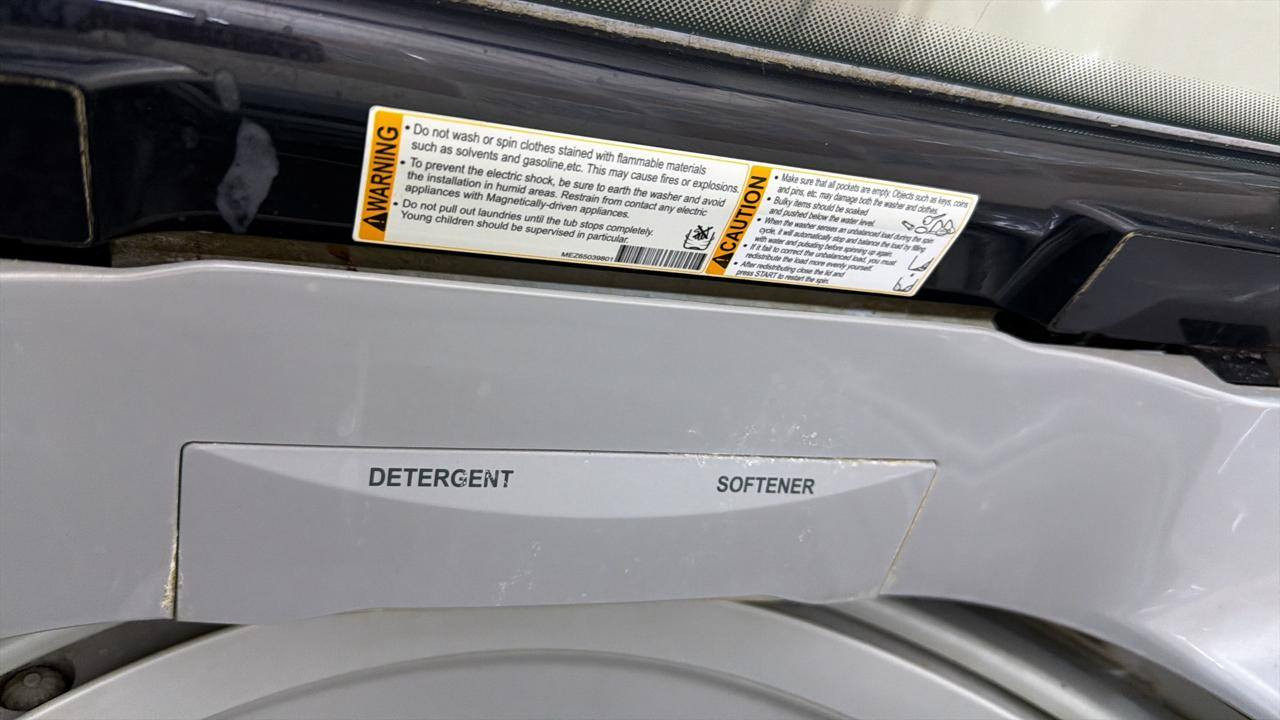 WARNING
• Do not wash or spin clothes stained with flammable materials
such as solvents and gasoline,etc. This may cause fires or explosions.
• To prevent the electric shock, be sure to earth the washer and avoid
the installation in humid areas. Restrain from contact any electric
appliances with Magnetically-driven appliances.
• Do not pull out laundries until the tub stops completely.
Young children should be supervised in particular.
MEZ65039801
CAUTION
• Make sure that all pockets are empty. Objects such as keys, coins
and pins, etc. may damage both the washer and clothes.
• Bulky items should be soaked
and pushed below the water level.
• When the washer senses an unbalanced load during the spin
cycle, it will automatically stop and balance the load by filling
with water and pulsating before spinning up again.
• If it fail to correct the unbalanced load, you must
redistribute the load more evenly yourself.
• After redistributing close the lid and
press START to restart the spin.
DETERGENT
SOFTENER